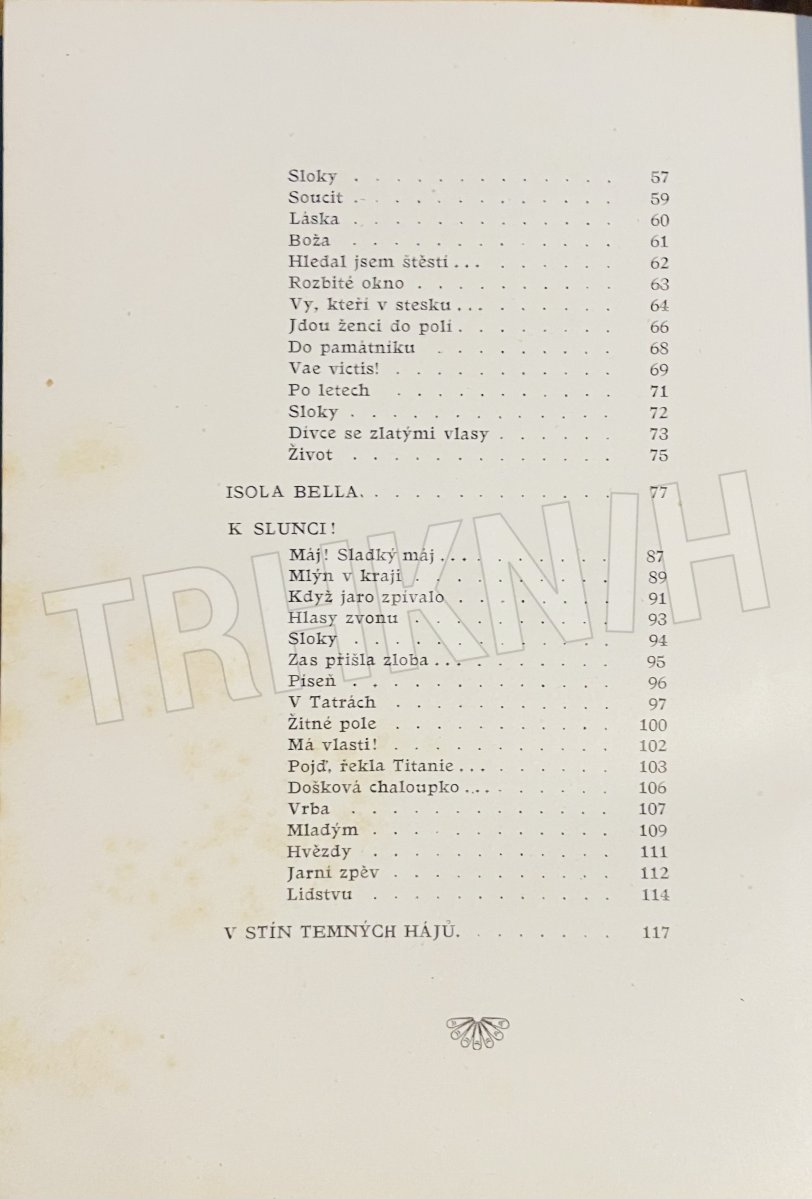 Sloky . . . . . . . . . . . . . 57
Soucit . . . . . . . . . . . . . 59
Láska . . . . . . . . . . . . . 60
Boža . . . . . . . . . . . . . 61
Hledal jsem štěstí ... . . . . . . 62
Rozbité okno . . . . . . . . . . 63
Vy, kteří v stesku ... . . . . . . 64
Jdou ženci do polí . . . . . . . . 66
Do památníku . . . . . . . . . 68
Vae victis! . . . . . . . . . . . 69
Po letech . . . . . . . . . . . 71
Sloky . . . . . . . . . . . . . 72
Dívce se zlatými vlasy . . . . . . 73
Život . . . . . . . . . . . . . 75
ISOLA BELLA. . . . . . . . . . . . . 77
K SLUNCI!
Máj! Sladký máj ... . . . . . . . 87
Mlýn v kraji . . . . . . . . . . 89
Když jaro zpívalo . . . . . . . . 91
Hlasy zvonu . . . . . . . . . . 93
Sloky . . . . . . . . . . . . . 94
Zas přišla zloba ... . . . . . . . 95
Píseň . . . . . . . . . . . . . 96
V Tatrách . . . . . . . . . . . 97
Žitné pole . . . . . . . . . . . 100
Má vlasti! . . . . . . . . . . . 102
Pojď, řekla Titanie ... . . . . . . 103
Došková chaloupko ... . . . . . . 106
Vrba . . . . . . . . . . . . . 107
Mladým . . . . . . . . . . . . 109
Hvězdy . . . . . . . . . . . . 111
Jarní zpěv . . . . . . . . . . . 112
Lidstvu . . . . . . . . . . . . 114
V STÍN TEMNÝCH HÁJŮ. . . . . . . . 117
TRHKNIH